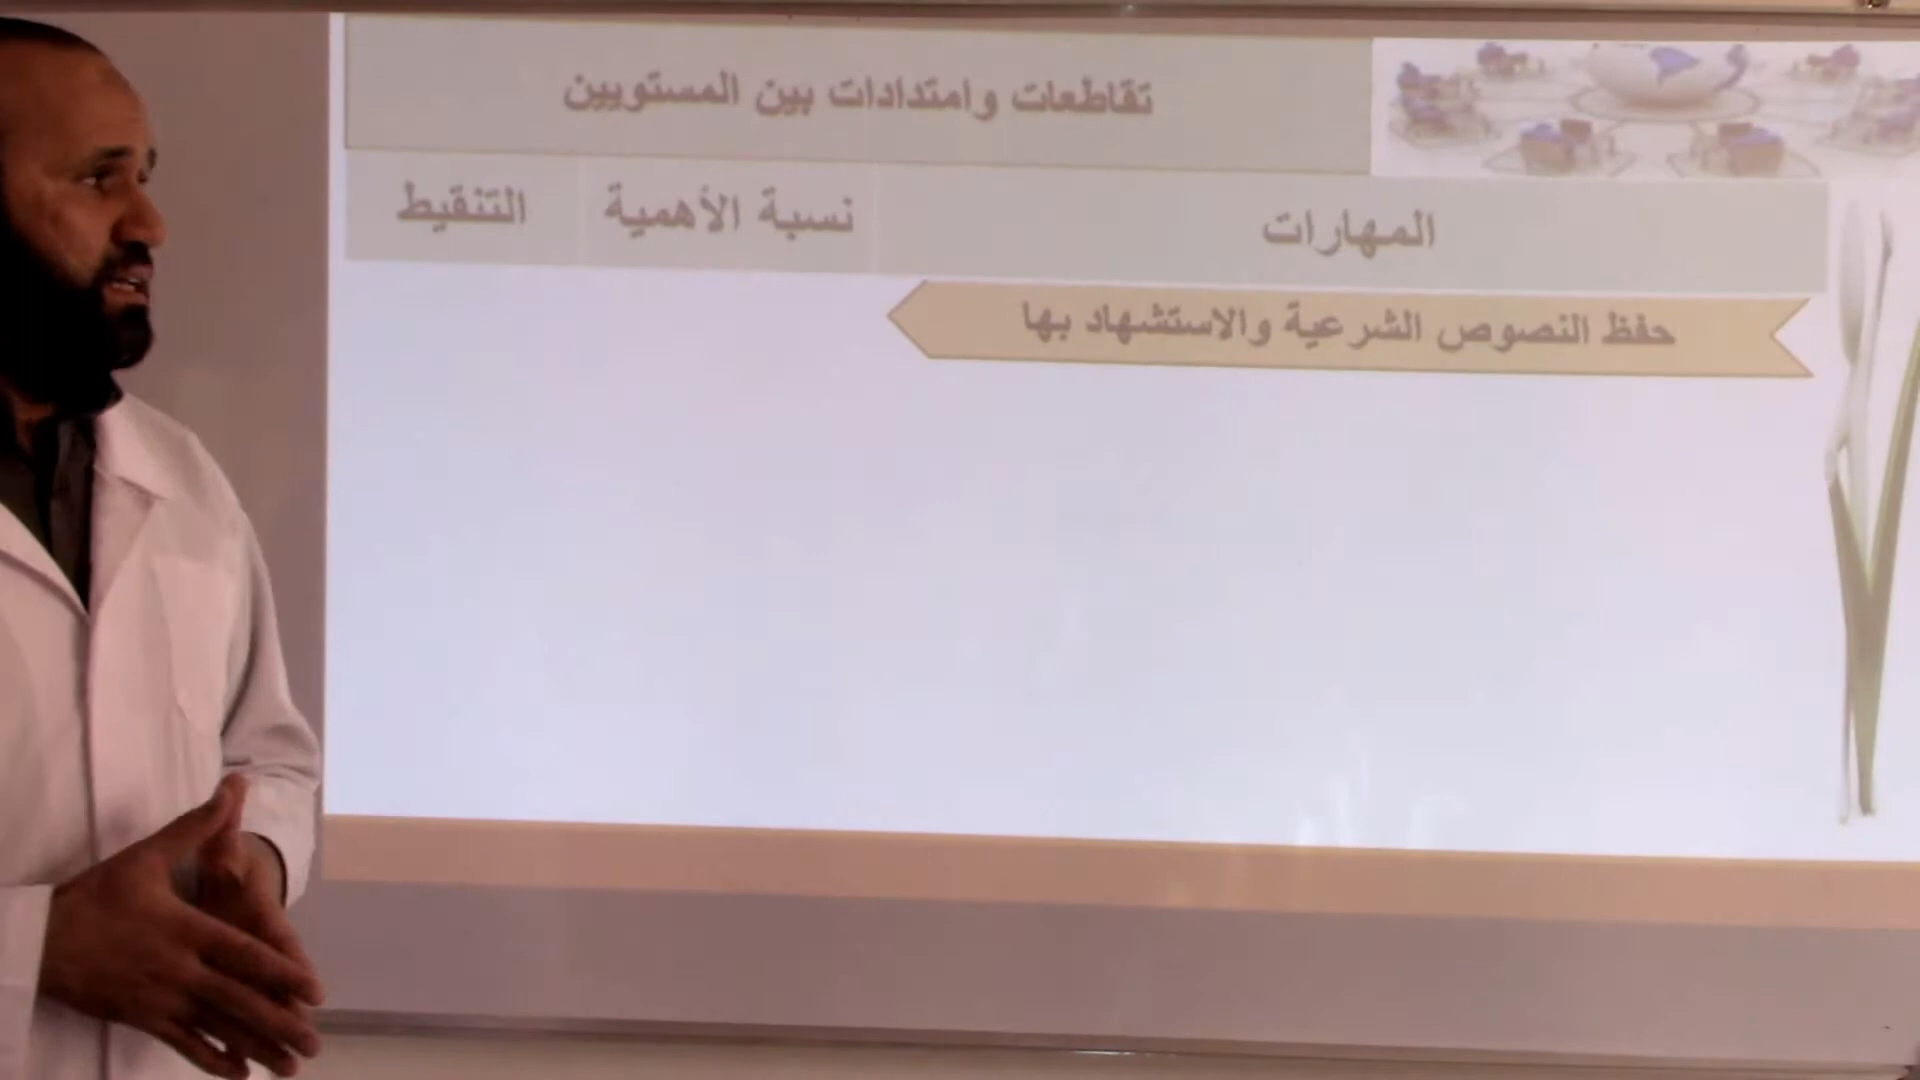 تقاطعات وامتدادات بين المستويين
المهارات
نسبة الأهمية
التنقيط
حفظ النصوص الشرعية والاستشهاد بها